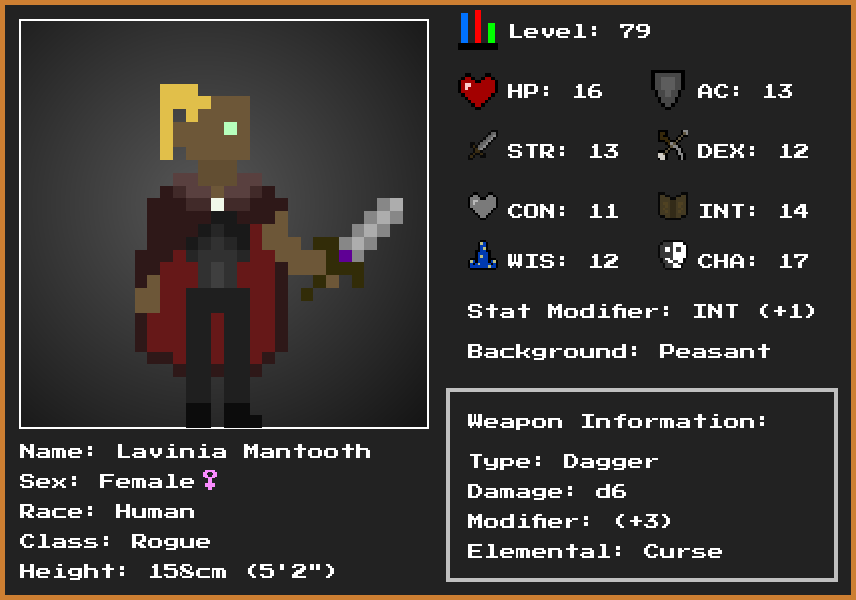 Level: 79
HP: 16
AC: 13
STR: 13
DEX: 12
CON: 11
INT: 14
WIS: 12
CHA: 17
Stat Modifier: INT (+1)
Background: Peasant
Weapon Information:
Type: Dagger
Damage: d6
Modifier: (+3)
Elemental: Curse
Name: Lavinia Mantooth
Sex: Female♀
Race: Human
Class: Rogue
Height: 158cm (5'2")